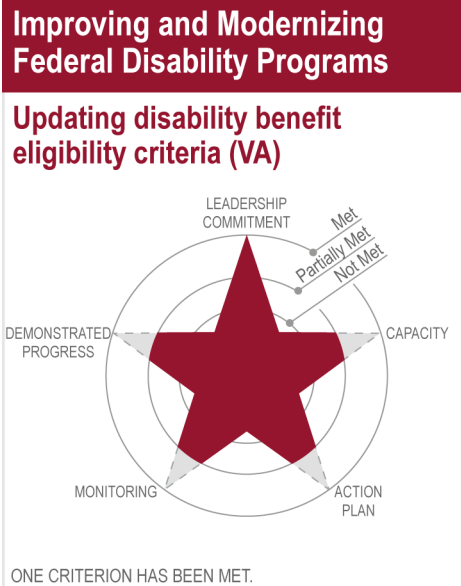 Improving and Modernizing
Federal Disability Programs
Updating disability benefit
eligibility criteria (VA)
LEADERSHIP
COMMITMENT
Met
Partially Met
Not Met
DEMONSTRATED
PROGRESS
CAPACITY
MONITORING
ACTION
PLAN
ONE CRITERION HAS BEEN MET.